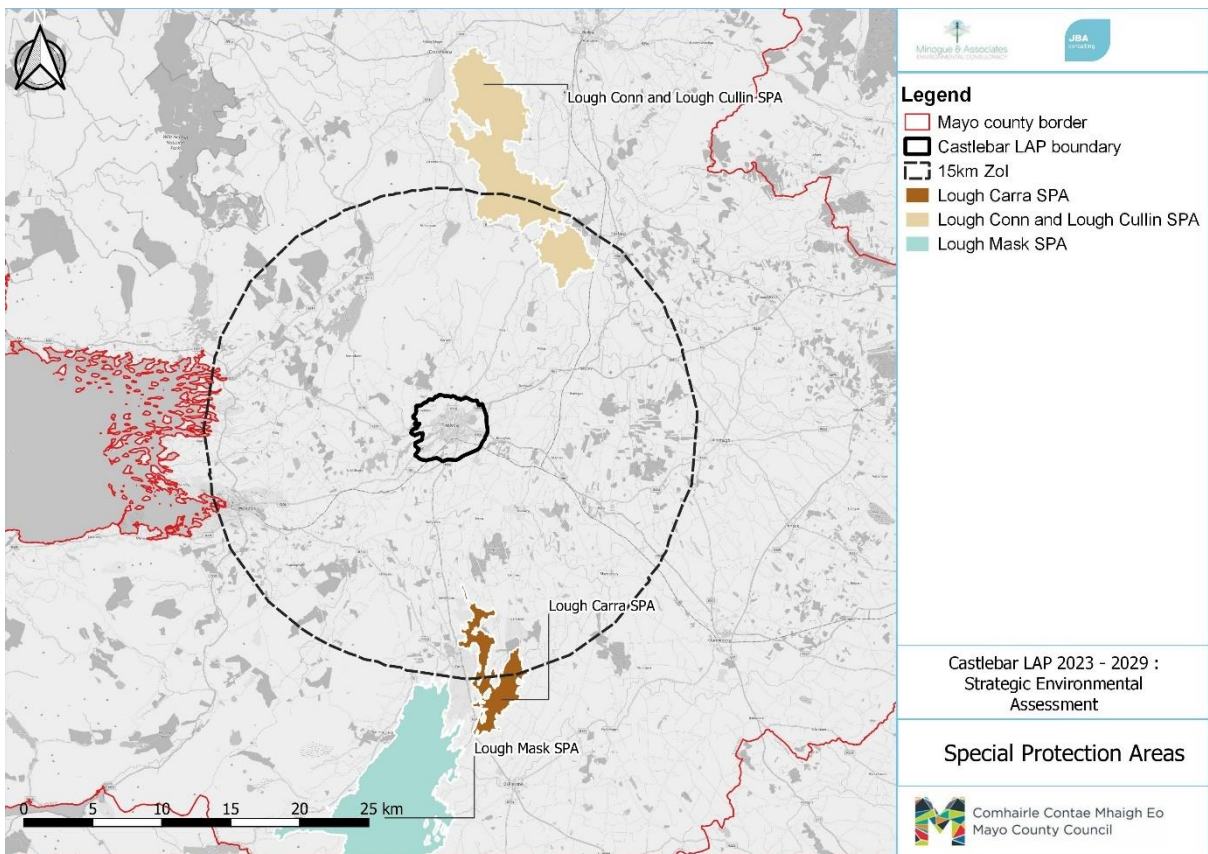 Lough Conn and Lough Cullin SPA
Lough Carra SPA
Lough Mask SPA
0 5 10 15 20 25 km
Minogue & Associates
ENVIRONMENTAL CONSULTANCY
JBA
consulting
Legend
Mayo county border
Castlebar LAP boundary
15km ZoI
Lough Carra SPA
Lough Conn and Lough Cullin SPA
Lough Mask SPA
Castlebar LAP 2023 - 2029 :
Strategic Environmental
Assessment
Special Protection Areas
Comhairle Contae Mhaigh Eo
Mayo County Council